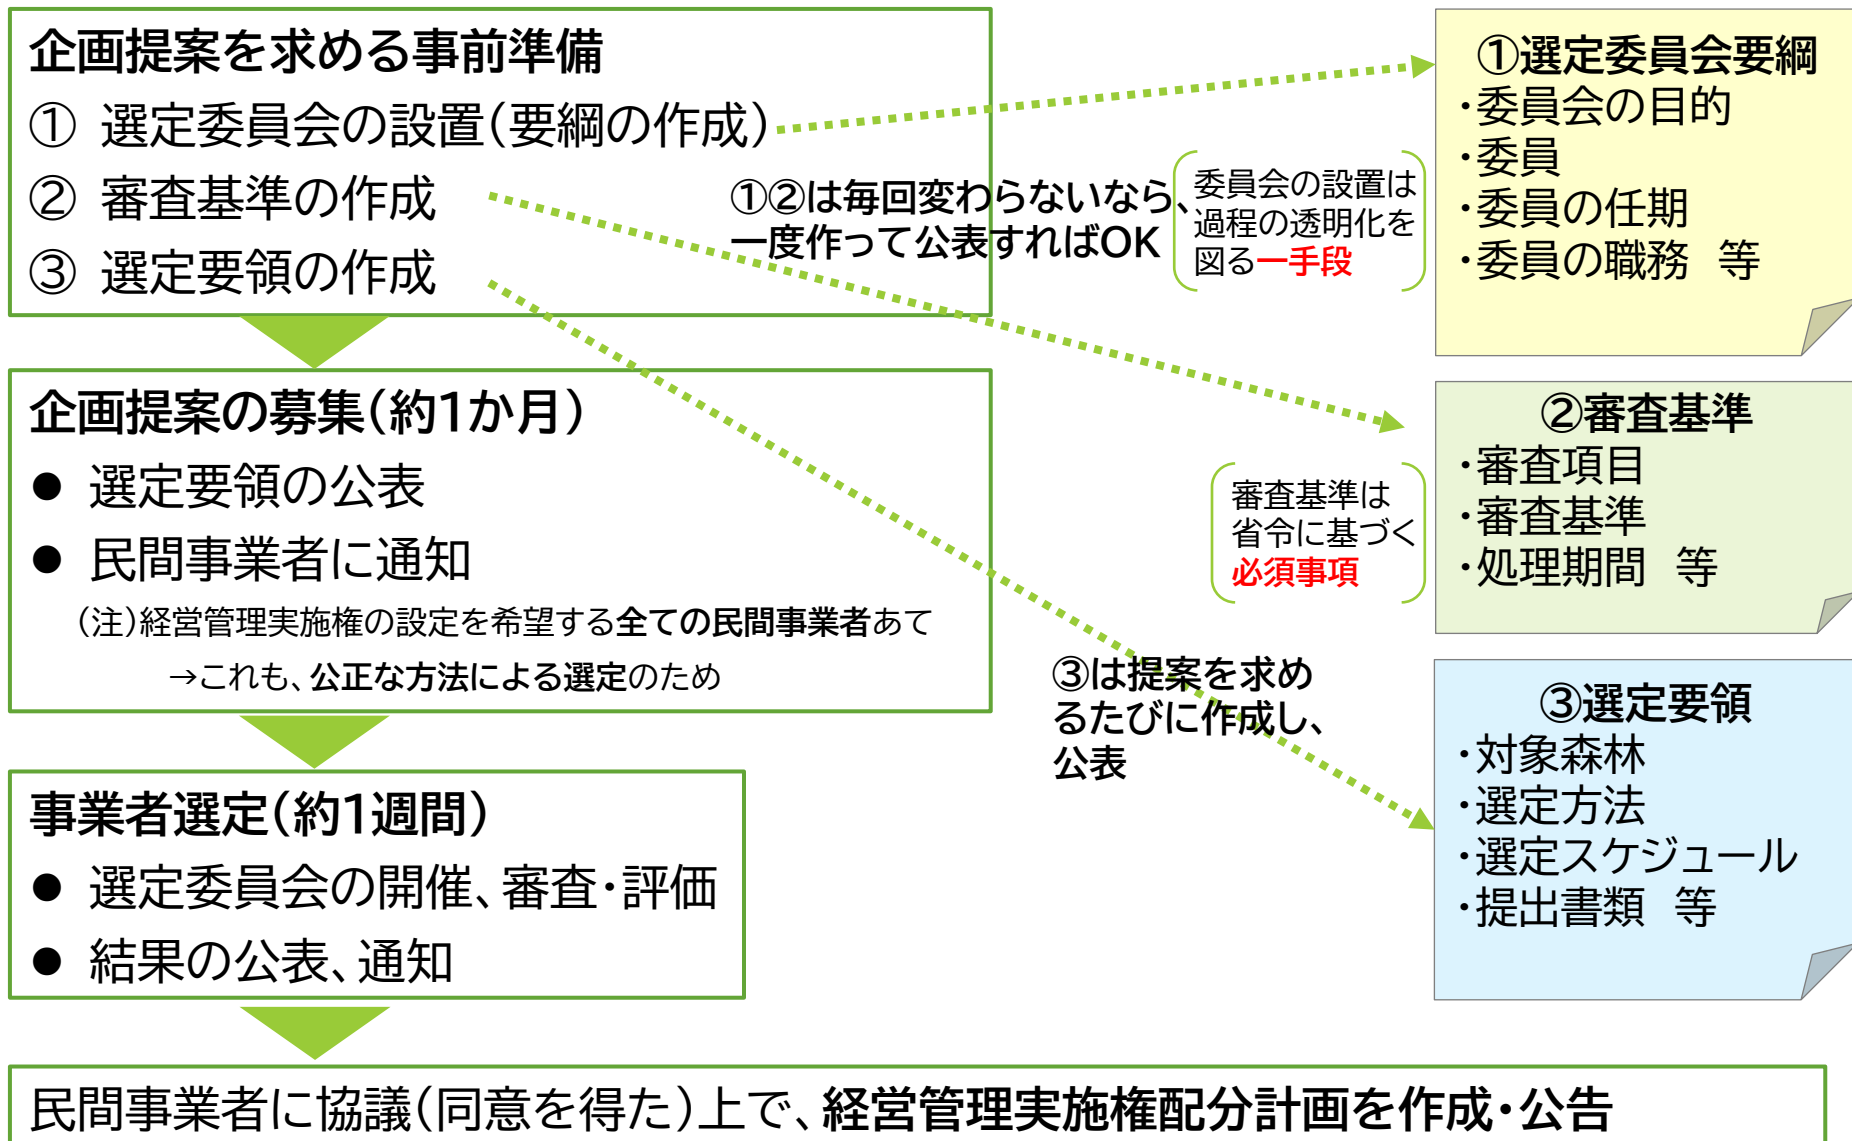 企画提案を求める事前準備
① 選定委員会の設置(要綱の作成)
② 審査基準の作成
③ 選定要領の作成
①②は毎回変わらないなら、
一度作って公表すればOK
委員会の設置は
過程の透明化を
図る一手段
①選定委員会要綱
・委員会の目的
・委員
・委員の任期
・委員の職務 等
企画提案の募集(約1か月)
● 選定要領の公表
● 民間事業者に通知
(注)経営管理実施権の設定を希望する全ての民間事業者あて
→これも、公正な方法による選定のため
審査基準は
省令に基づく
必須事項
②審査基準
・審査項目
・審査基準
・処理期間 等
③は提案を求め
るたびに作成し、
公表
③選定要領
・対象森林
・選定方法
・選定スケジュール
・提出書類 等
事業者選定(約1週間)
● 選定委員会の開催、審査・評価
● 結果の公表、通知
民間事業者に協議(同意を得た)上で、経営管理実施権配分計画を作成・公告